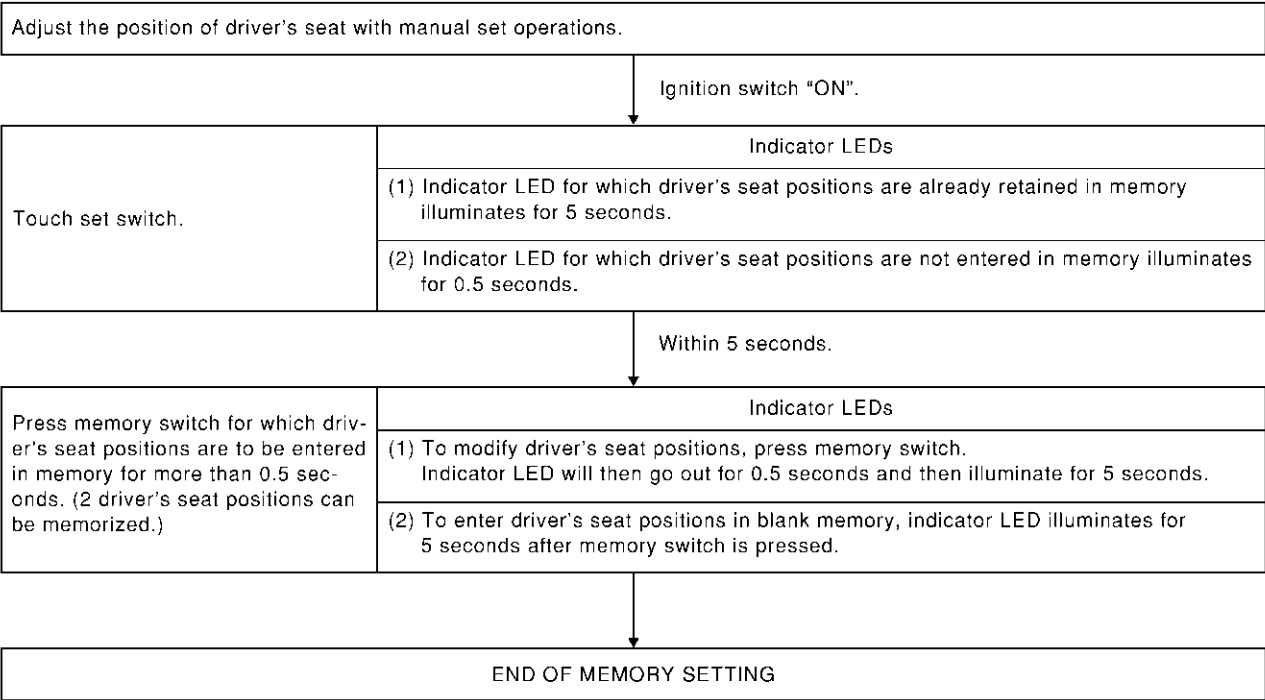 Adjust the position of driver's seat with manual set operations.
Ignition switch “ON”.
Touch set switch.
Indicator LEDs
(1) Indicator LED for which driver's seat positions are already retained in memory
illuminates for 5 seconds.
(2) Indicator LED for which driver's seat positions are not entered in memory illuminates
for 0.5 seconds.
Within 5 seconds.
Press memory switch for which driv-
er's seat positions are to be entered
in memory for more than 0.5 sec-
onds. (2 driver's seat positions can
be memorized.)
Indicator LEDs
(1) To modify driver's seat positions, press memory switch.
Indicator LED will then go out for 0.5 seconds and then illuminate for 5 seconds.
(2) To enter driver's seat positions in blank memory, indicator LED illuminates for
5 seconds after memory switch is pressed.
END OF MEMORY SETTING